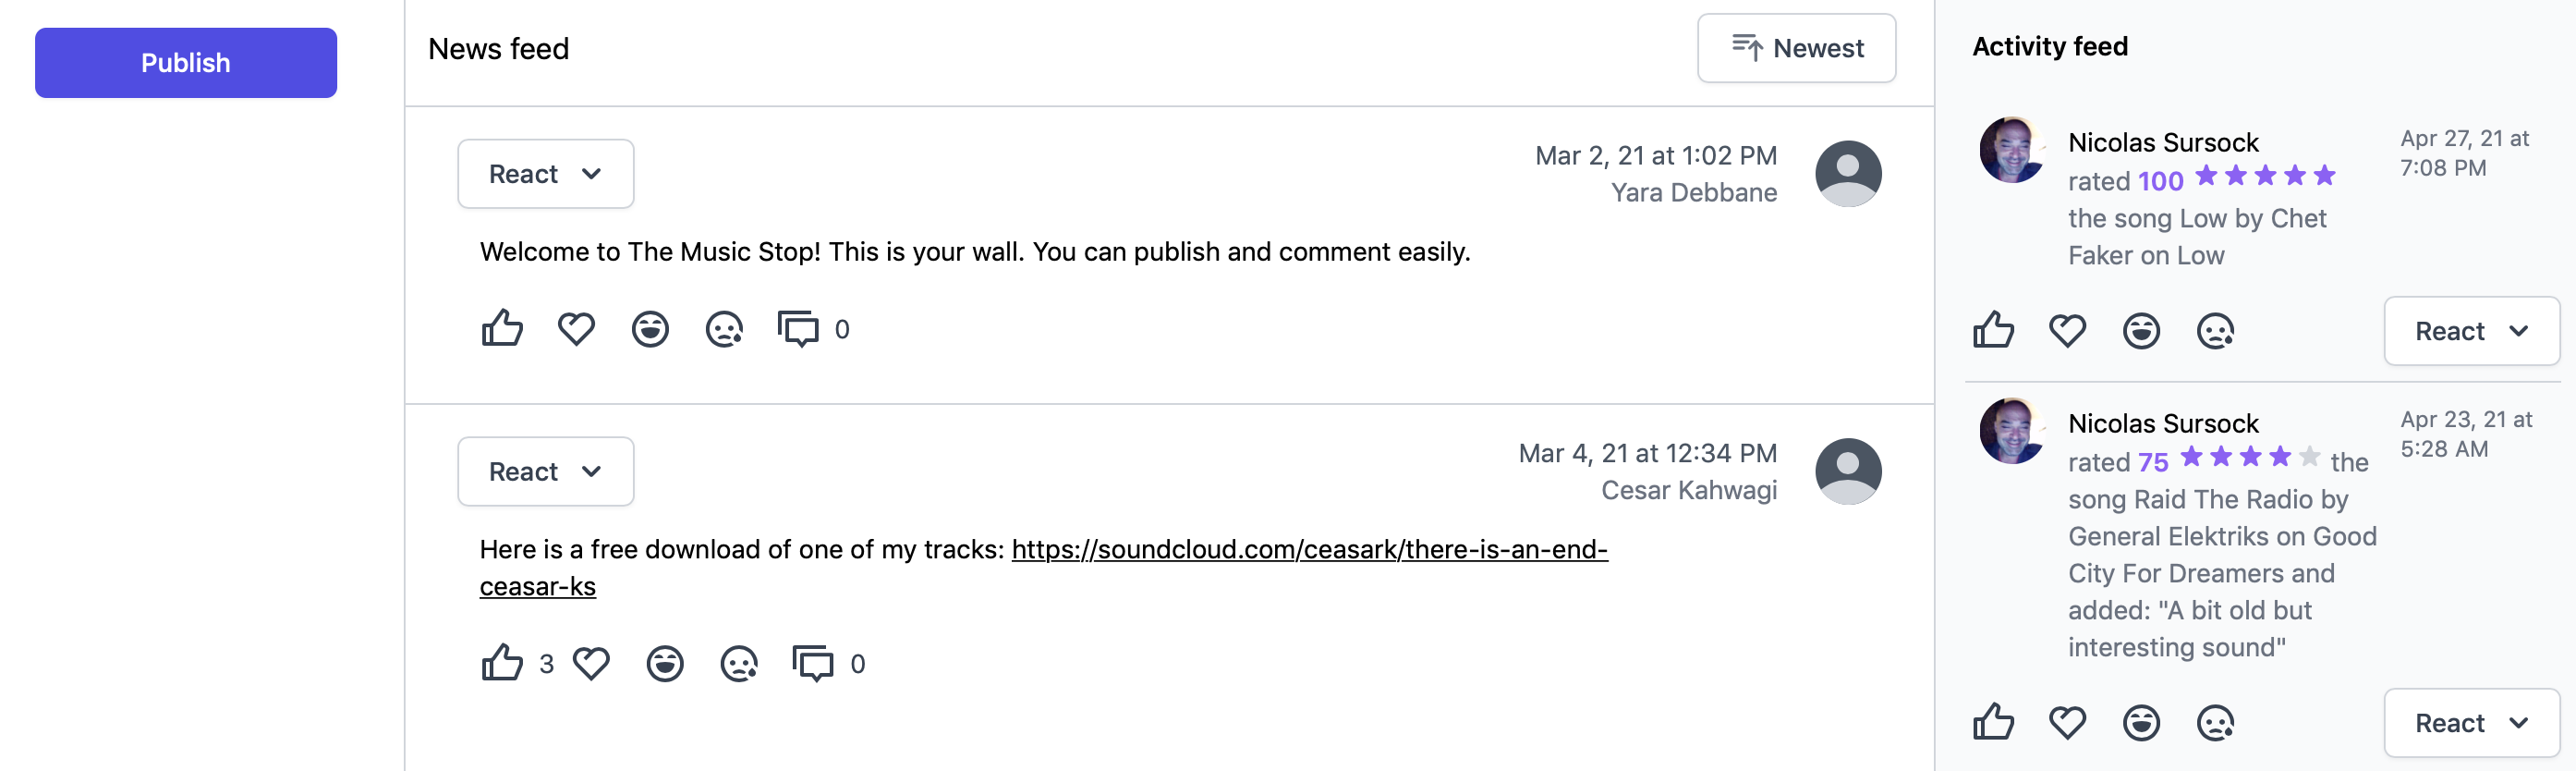 Publish
News feed
Newest
React
Mar 2, 21 at 1:02 PM
Yara Debbane
Welcome to The Music Stop! This is your wall. You can publish and comment easily.
0
React
Mar 4, 21 at 12:34 PM
Cesar Kahwagi
Here is a free download of one of my tracks: https://soundcloud.com/ceasark/there-is-an-end-
ceasar-ks
3
0
Activity feed
Nicolas Sursock
Apr 27, 21 at
7:08 PM
rated 100
the song Low by Chet
Faker on Low
React
Nicolas Sursock
Apr 23, 21 at
5:28 AM
rated 75 the
song Raid The Radio by
General Elektriks on Good
City For Dreamers and
added: "A bit old but
interesting sound"
React